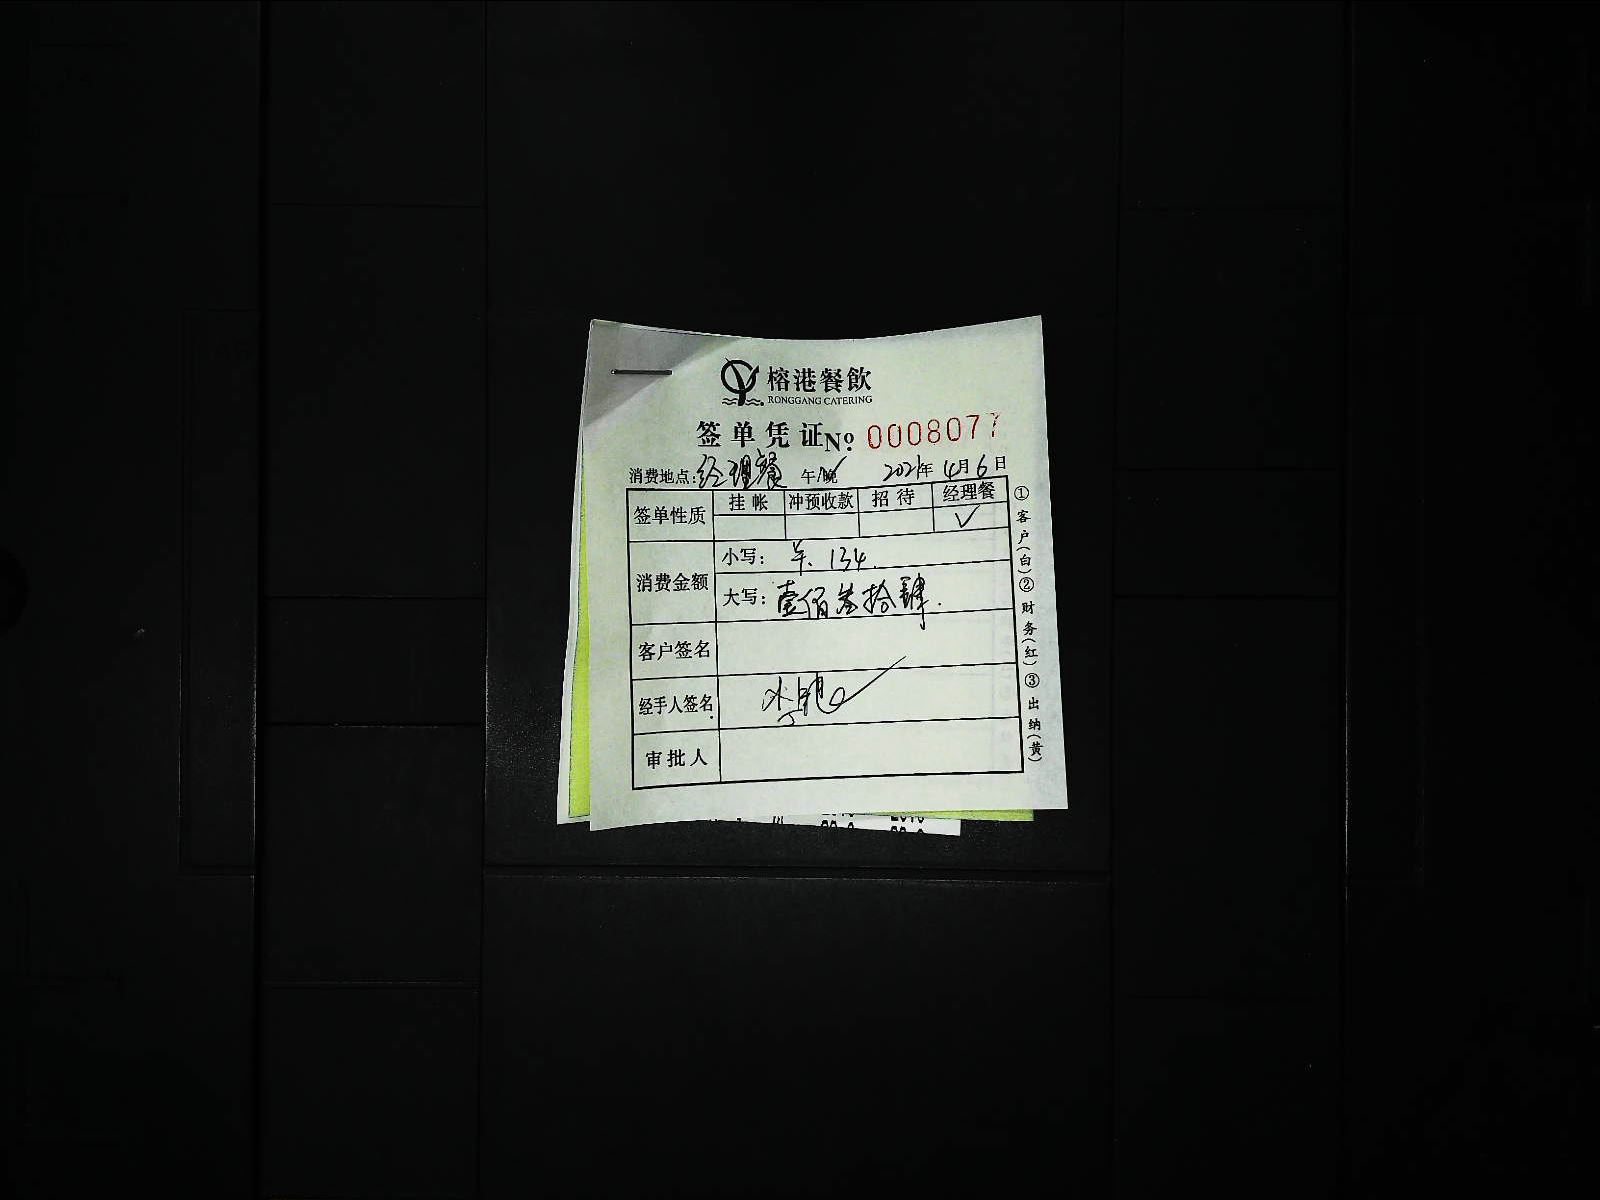 榕港餐飲
RONGGANG CATERING
签单凭证 No: 0008077
消费地点:经理餐 午/晚 2021年4月6日
签单性质 挂帐 冲预收款 招待 经理餐
✓
消费金额 小写: 羊. 134.
大写: 壹佰叁拾肆.
客户签名
经手人签名
审批人
①客户(白)②财务(红)③出纳(黄)